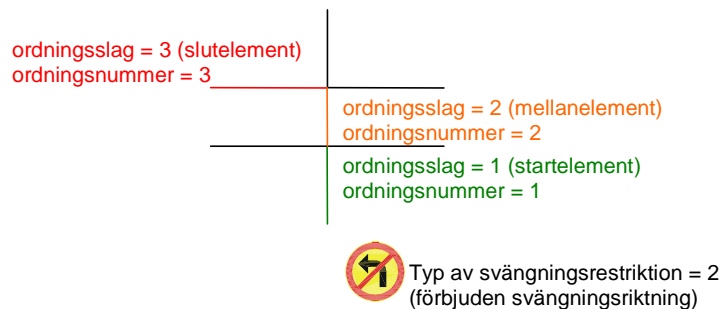 ordningsslag = 3 (slutelement)
ordningsnummer = 3
ordningsslag = 2 (mellanelement)
ordningsnummer = 2
ordningsslag = 1 (startelement)
ordningsnummer = 1
Typ av svängningsrestriktion = 2
(förbjuden svängningsriktning)